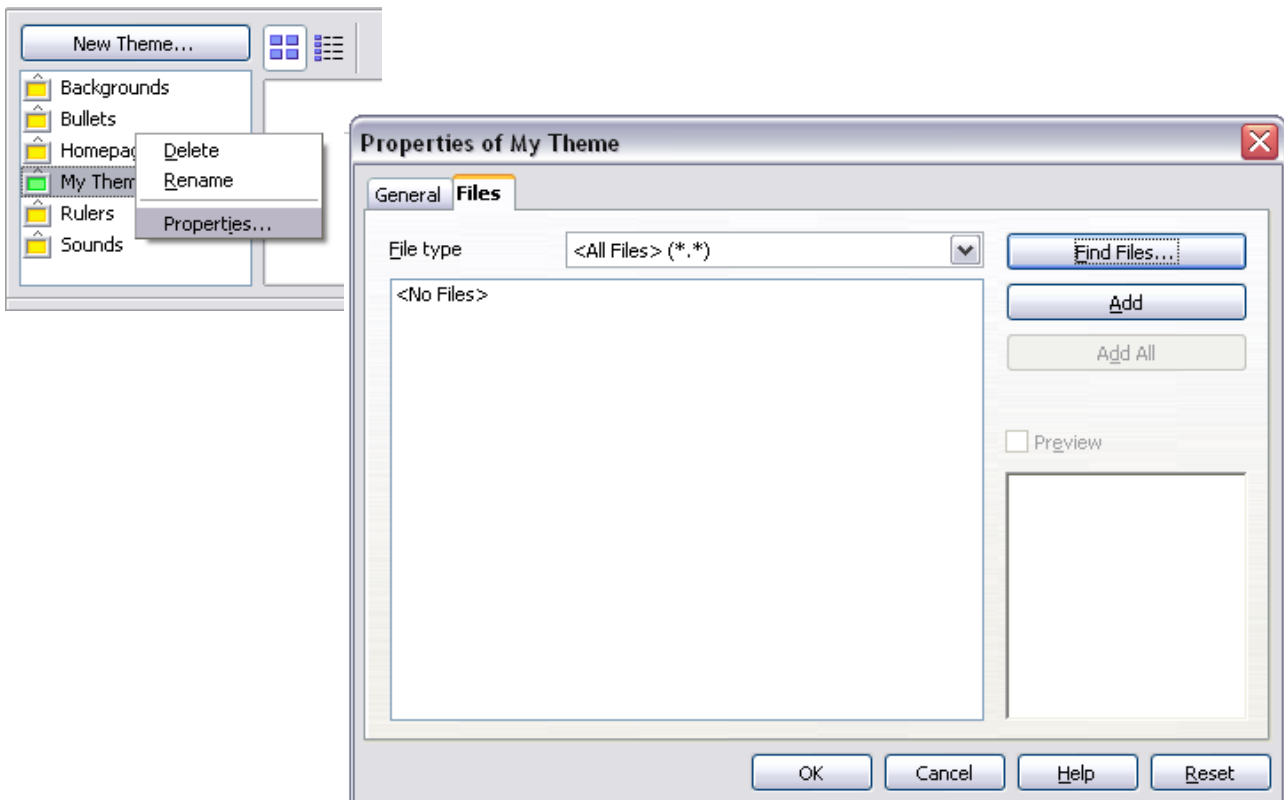 New Theme...
Backgrounds
Bullets
Homepa
My Them
Rulers
Sounds
Delete
Rename
Properties...
Properties of My Theme
General
Files
File type
<All Files> (*.*)
Find Files...
<No Files>
Add
Add All
Preview
OK
Cancel
Help
Reset